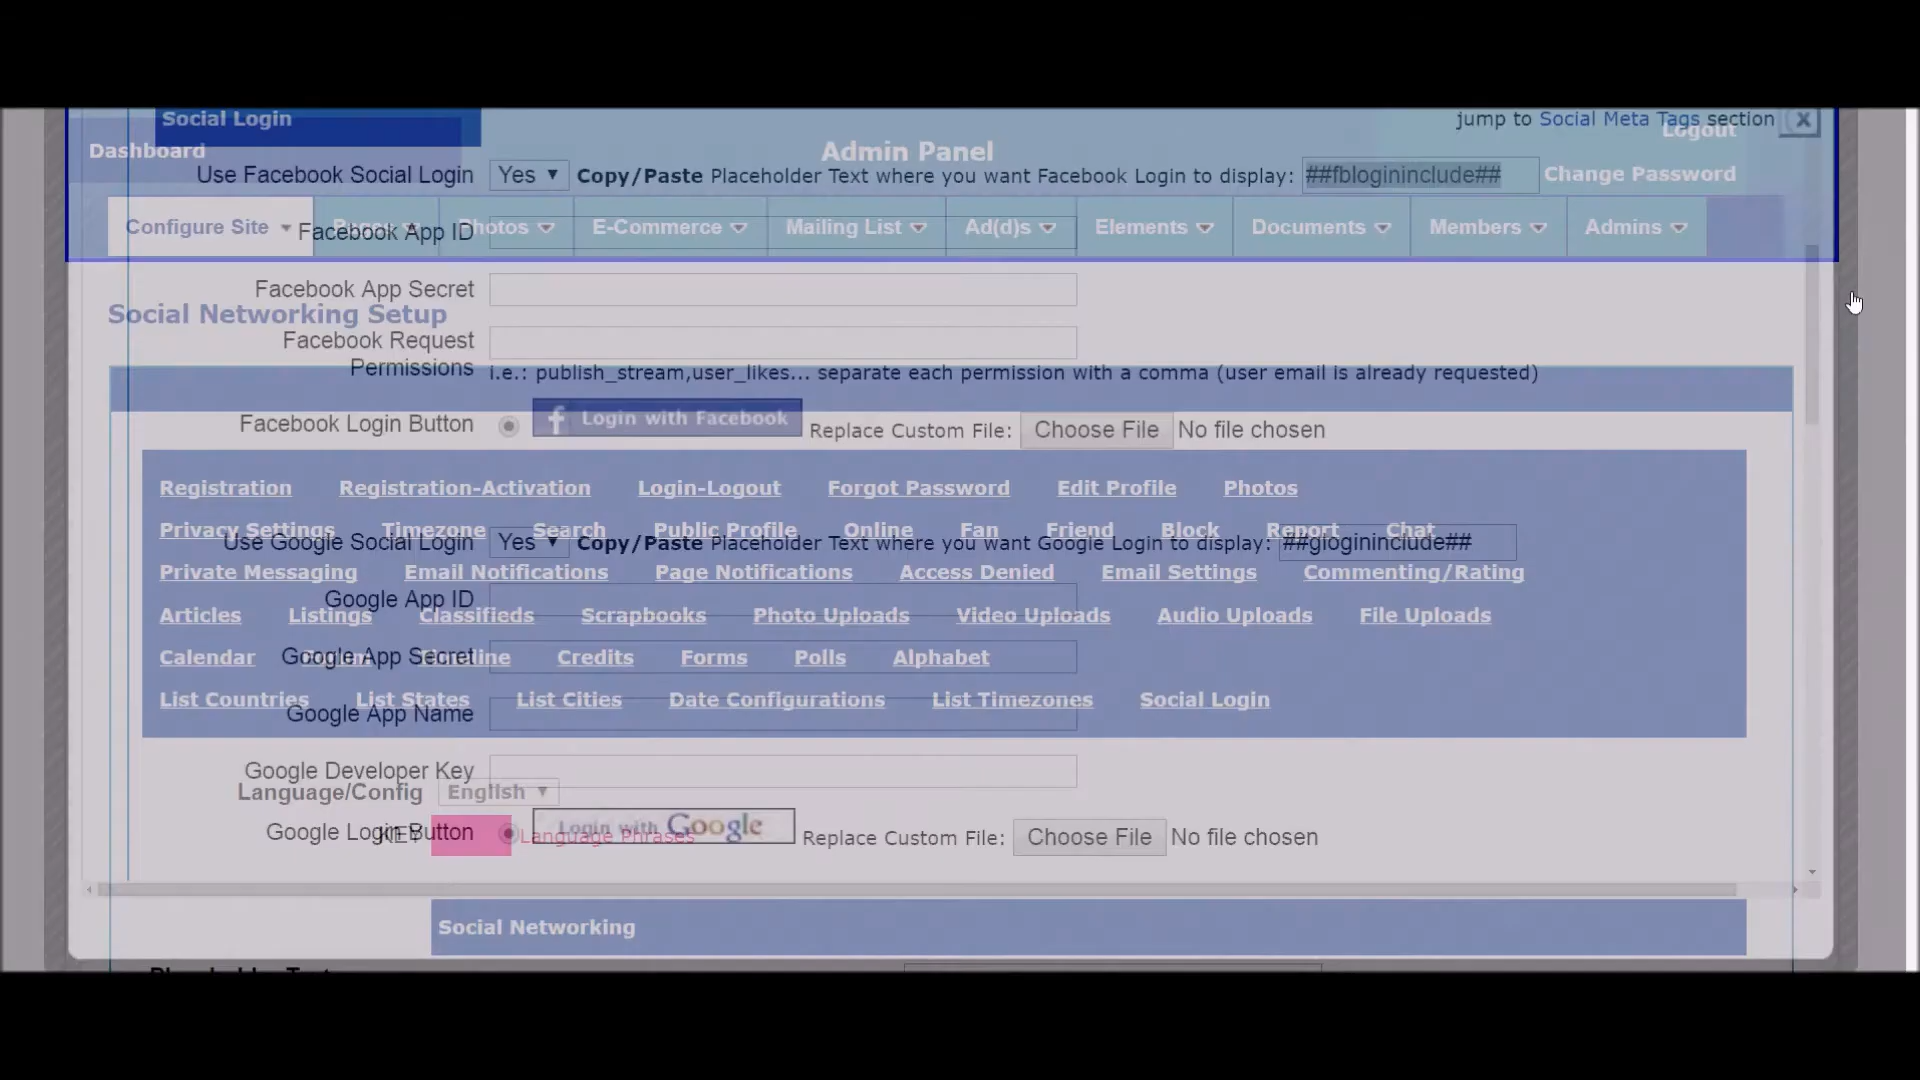 Social Login
jump to Social Meta Tags section
X
Logout
Dashboard
Admin Panel
Use Facebook Social Login Yes Copy/Paste Placeholder Text where you want Facebook Login to display: ##fblogininclude## Change Password
Configure Site Photos E-Commerce Mailing List Ad(d)s Elements Documents Members Admins
Facebook App ID
Facebook App Secret
Social Networking Setup
Facebook Request
Permissions
i.e.: publish_stream,user_likes... separate each permission with a comma (user email is already requested)
Facebook Login Button f Login with Facebook Replace Custom File: Choose File No file chosen
Registration Registration-Activation Login-Logout Forgot Password Edit Profile Photos
Privacy Settings Timezone Search Public Profile Online Fan Friend Block Report Chat
Use Google Social Login Yes Copy/Paste Placeholder Text where you want Google Login to display: ##glogininclude##
Private Messaging Email Notifications Page Notifications Access Denied Email Settings Commenting/Rating
Google App ID
Articles Listings Classifieds Scrapbooks Photo Uploads Video Uploads Audio Uploads File Uploads
Calendar Credits Forms Polls Alphabet
Google App Secret
List Countries List States List Cities Date Configurations List Timezones Social Login
Google App Name
Google Developer Key
Language/Config English
Google Login Button Login with Google Replace Custom File: Choose File No file chosen
KEY Language Phrases
Social Networking